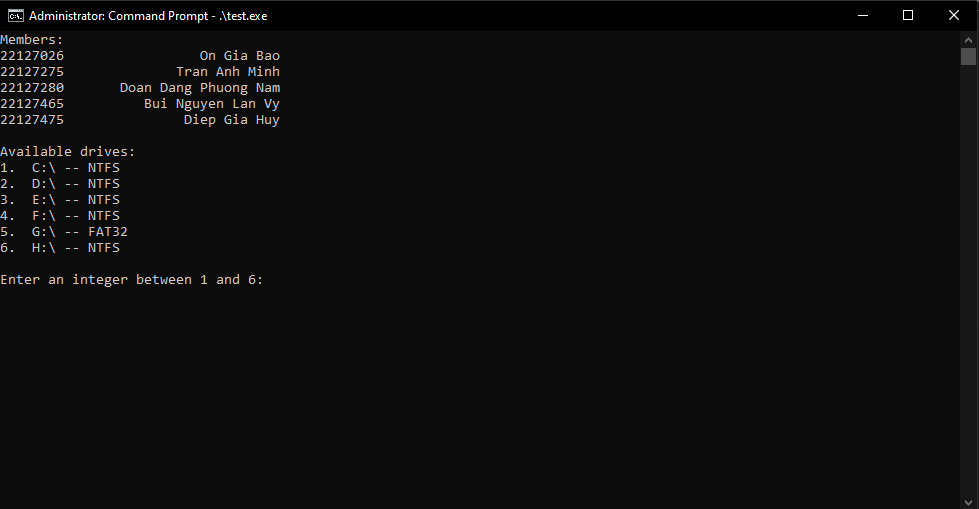 Administrator: Command Prompt - .\test.exe
Members:
22127026                 On Gia Bao
22127275              Tran Anh Minh
22127280       Doan Dang Phuong Nam
22127465          Bui Nguyen Lan Vy
22127475               Diep Gia Huy
Available drives:
1.  C:\ -- NTFS
2.  D:\ -- NTFS
3.  E:\ -- NTFS
4.  F:\ -- NTFS
5.  G:\ -- FAT32
6.  H:\ -- NTFS
Enter an integer between 1 and 6: